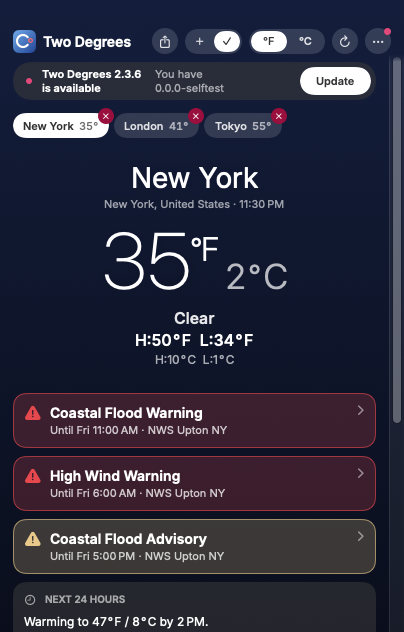 Two Degrees
+ ✓ °F °C ...
Two Degrees 2.3.6
is available
You have
0.0.0-selftest
Update
New York 35° × London 41° × Tokyo 55° ×
New York
New York, United States · 11:30 PM
35°F 2°C
Clear
H:50°F L:34°F
H:10°C L:1°C
Coastal Flood Warning
Until Fri 11:00 AM · NWS Upton NY
High Wind Warning
Until Fri 6:00 AM · NWS Upton NY
Coastal Flood Advisory
Until Fri 5:00 PM · NWS Upton NY
NEXT 24 HOURS
Warming to 47°F / 8°C by 2 PM.